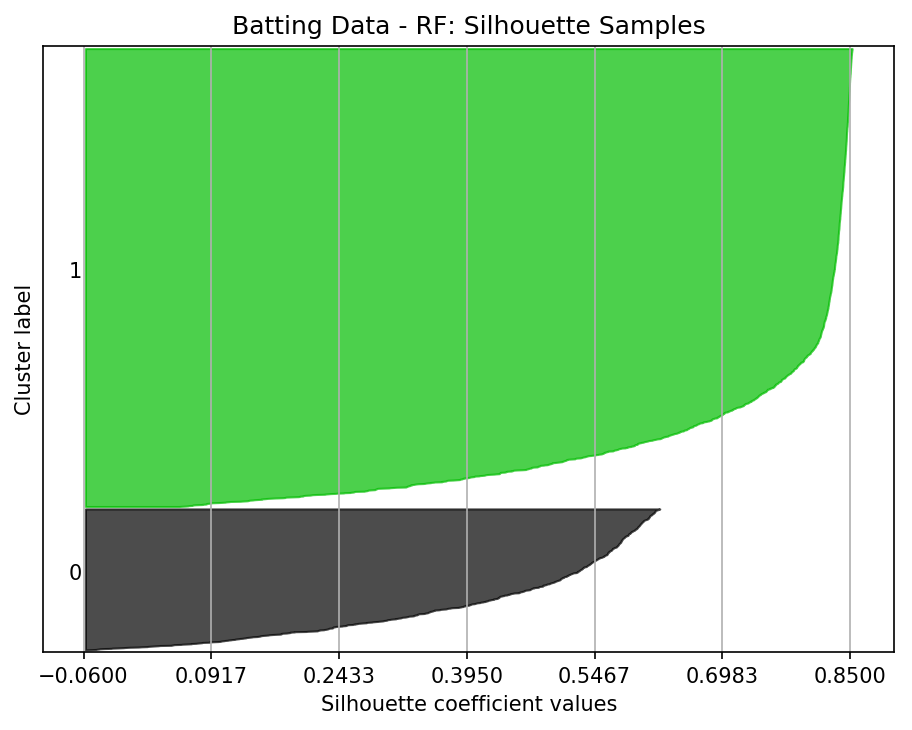 Batting Data - RF: Silhouette Samples
Cluster label
1
0
−0.0600 0.0917 0.2433 0.3950 0.5467 0.6983 0.8500
Silhouette coefficient values